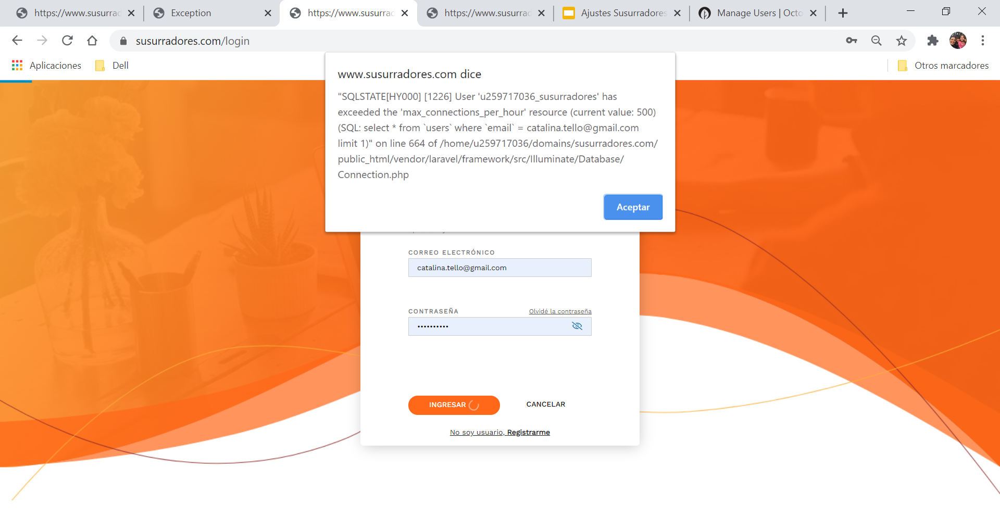 https://www.susurrad
Exception
https://www.susurrad
https://www.susurrad
Ajustes Susurradores
Manage Users | Octo
susurradores.com/login
Aplicaciones
Dell
Otros marcadores
www.susurradores.com dice
"SQLSTATE[HY000] [1226] User 'u259717036_susurradores' has
exceeded the 'max_connections_per_hour' resource (current value: 500)
(SQL: select * from `users` where `email` = catalina.tello@gmail.com
limit 1)" on line 664 of /home/u259717036/domains/susurradores.com/
public_html/vendor/laravel/framework/src/Illuminate/Database/
Connection.php
Aceptar
CORREO ELECTRÓNICO
catalina.tello@gmail.com
CONTRASEÑA
Olvidé la contraseña
••••••••••
INGRESAR
CANCELAR
No soy usuario, Registrarme